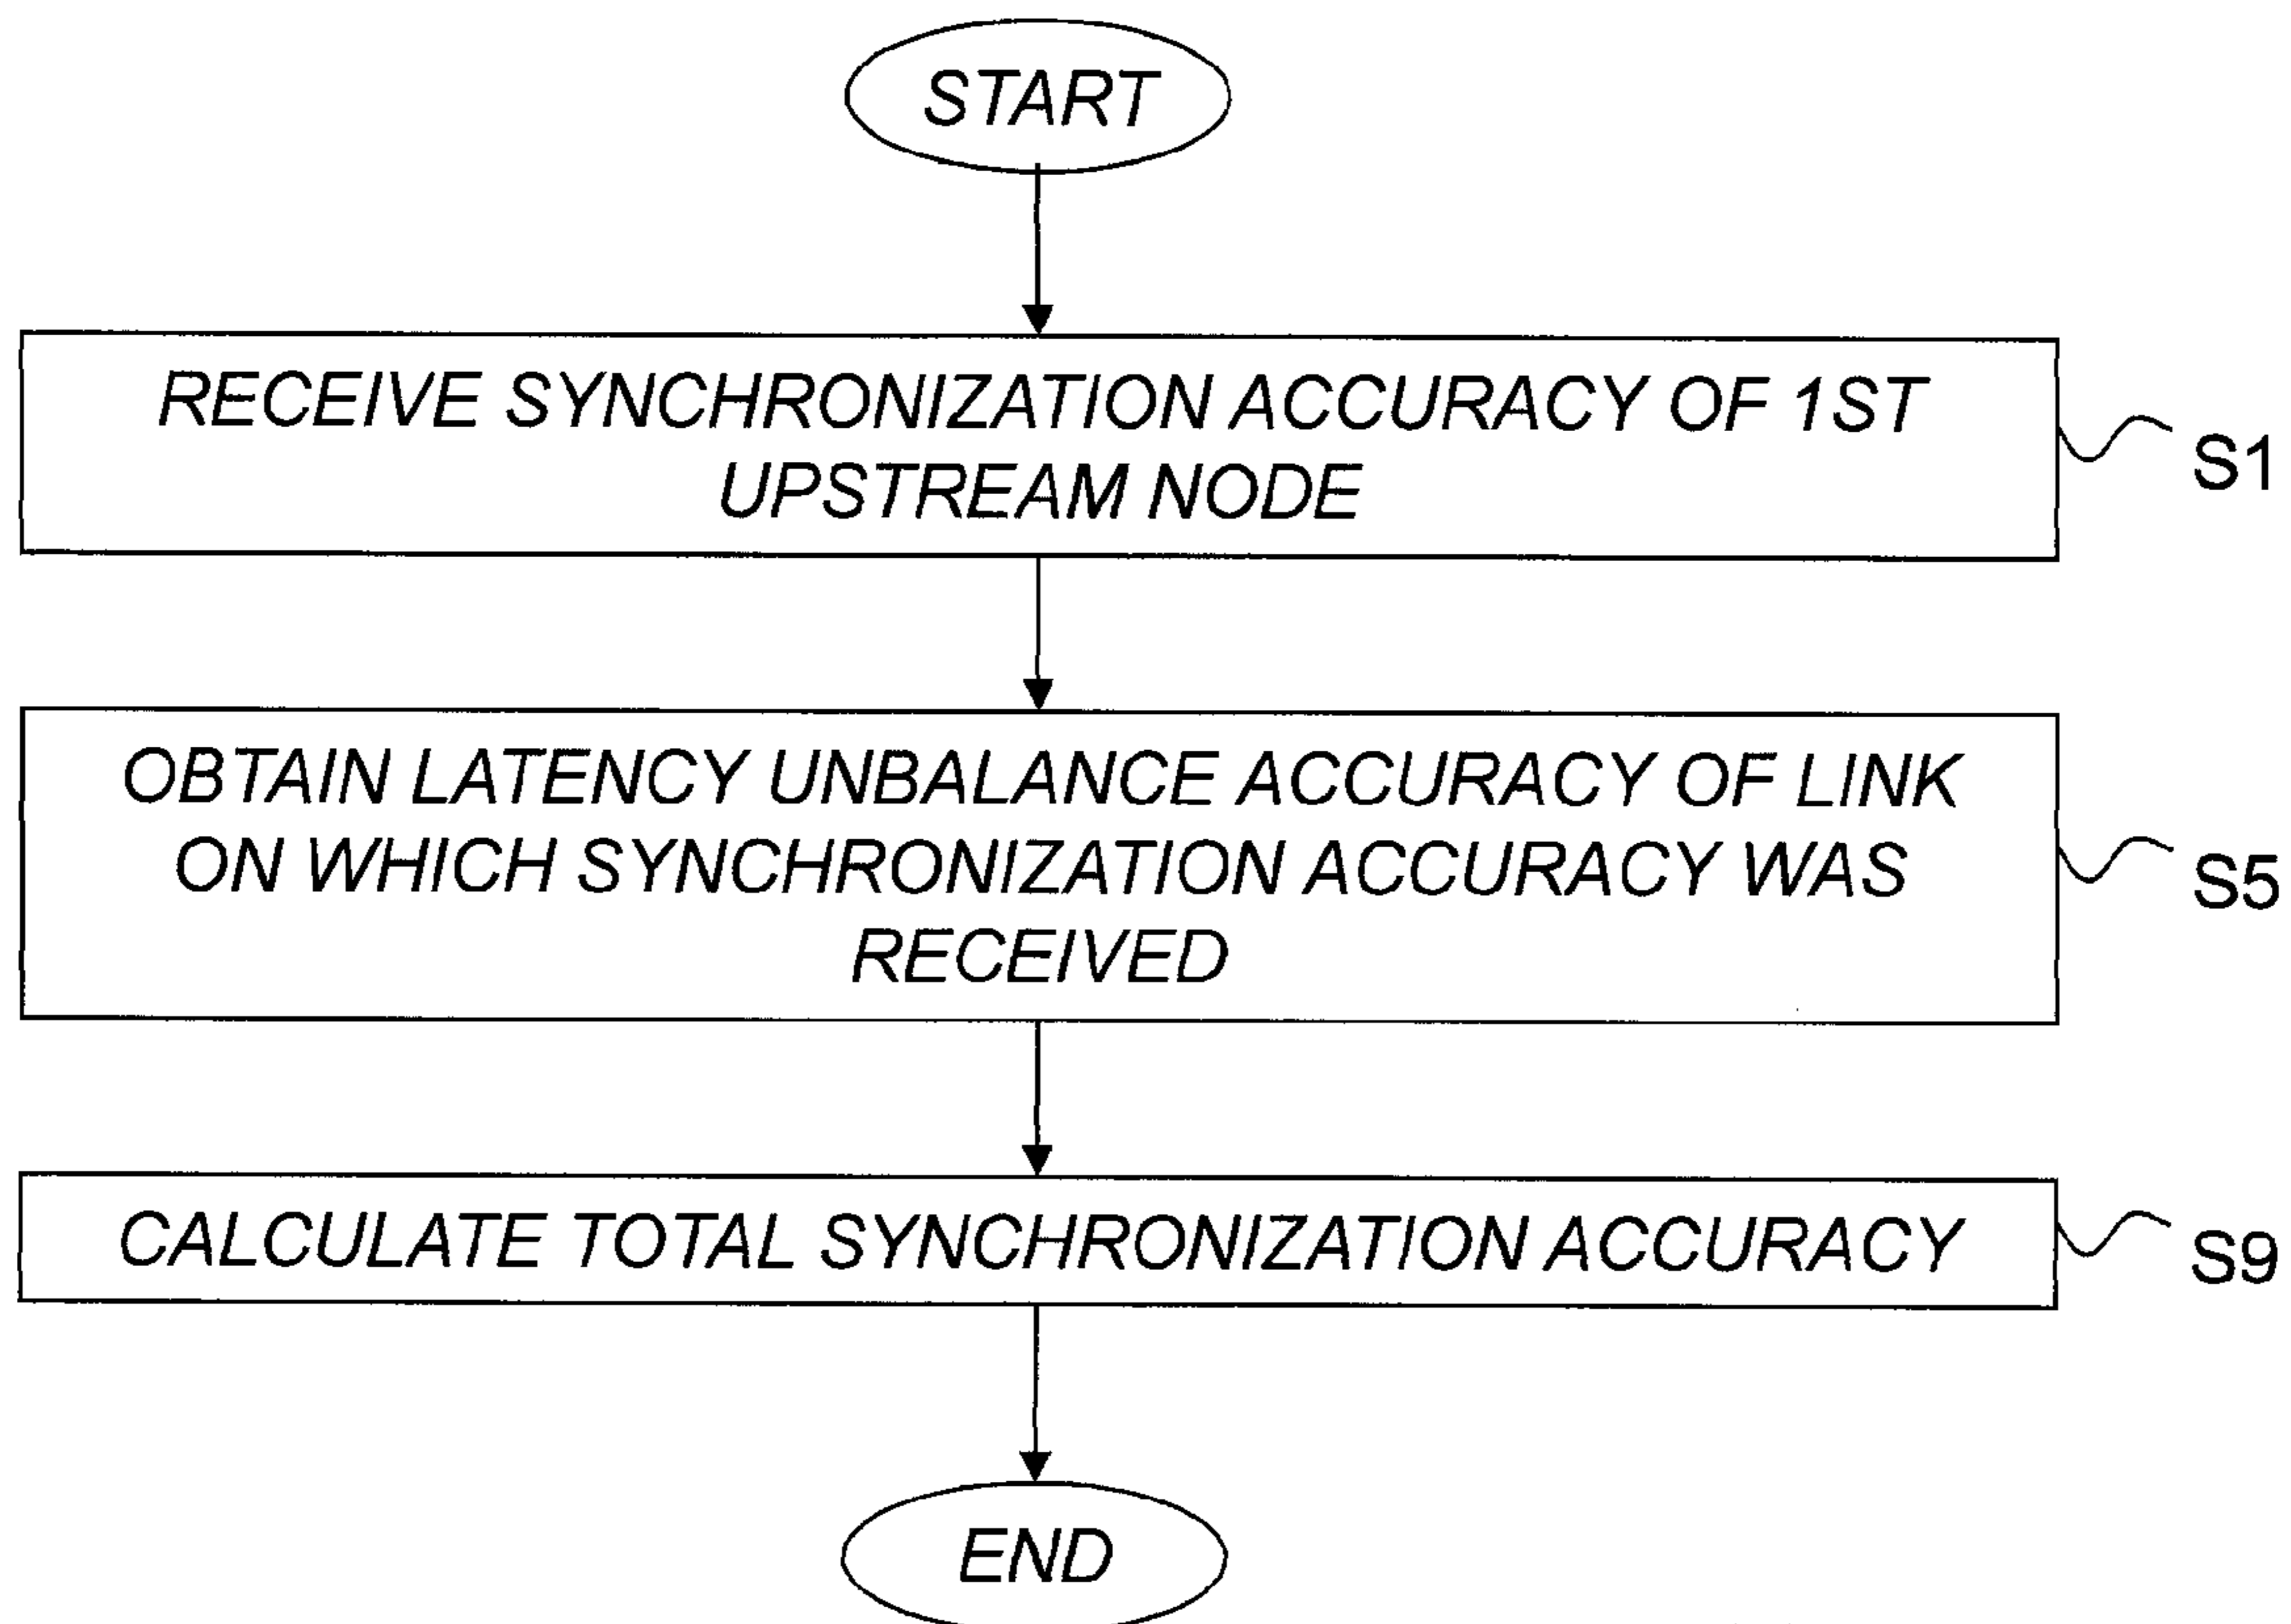 START
RECEIVE SYNCHRONIZATION ACCURACY OF 1ST
UPSTREAM NODE
S1
OBTAIN LATENCY UNBALANCE ACCURACY OF LINK
ON WHICH SYNCHRONIZATION ACCURACY WAS
RECEIVED
S5
CALCULATE TOTAL SYNCHRONIZATION ACCURACY
S9
END